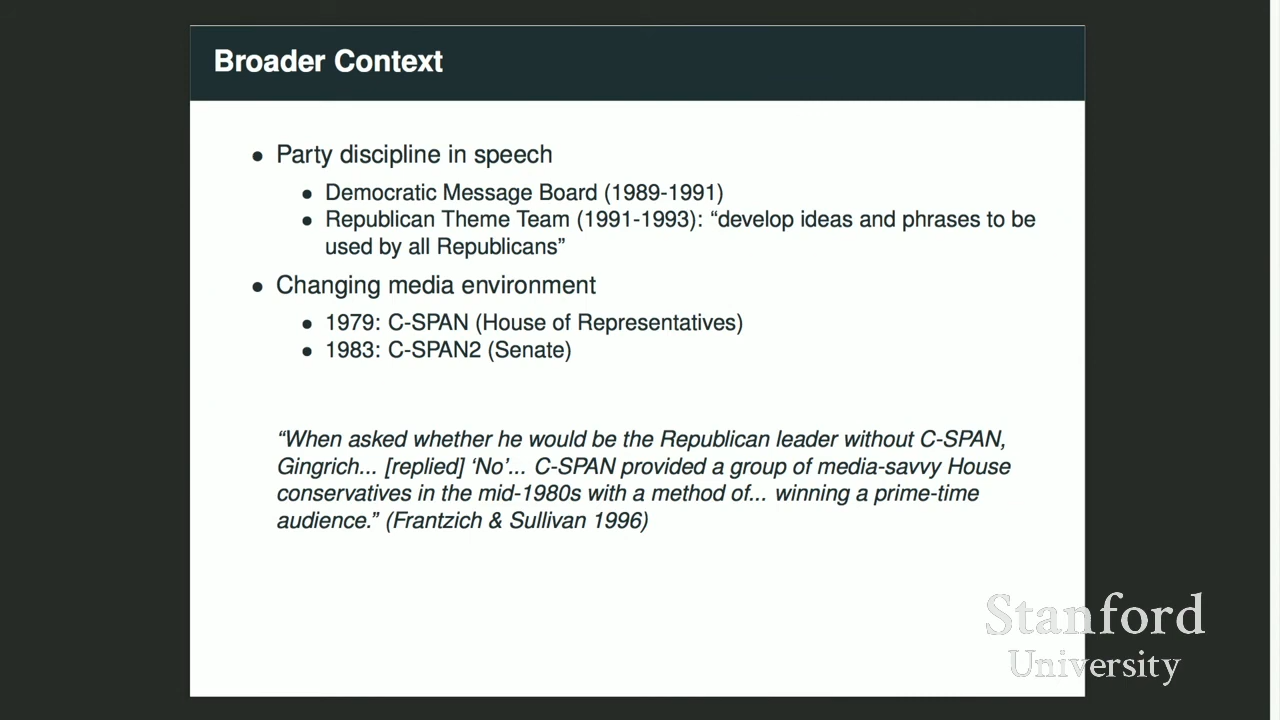 Broader Context
• Party discipline in speech
• Democratic Message Board (1989-1991)
• Republican Theme Team (1991-1993): “develop ideas and phrases to be
used by all Republicans”
• Changing media environment
• 1979: C-SPAN (House of Representatives)
• 1983: C-SPAN2 (Senate)
“When asked whether he would be the Republican leader without C-SPAN,
Gingrich... [replied] ‘No’... C-SPAN provided a group of media-savvy House
conservatives in the mid-1980s with a method of... winning a prime-time
audience.” (Frantzich & Sullivan 1996)
Stanford
University